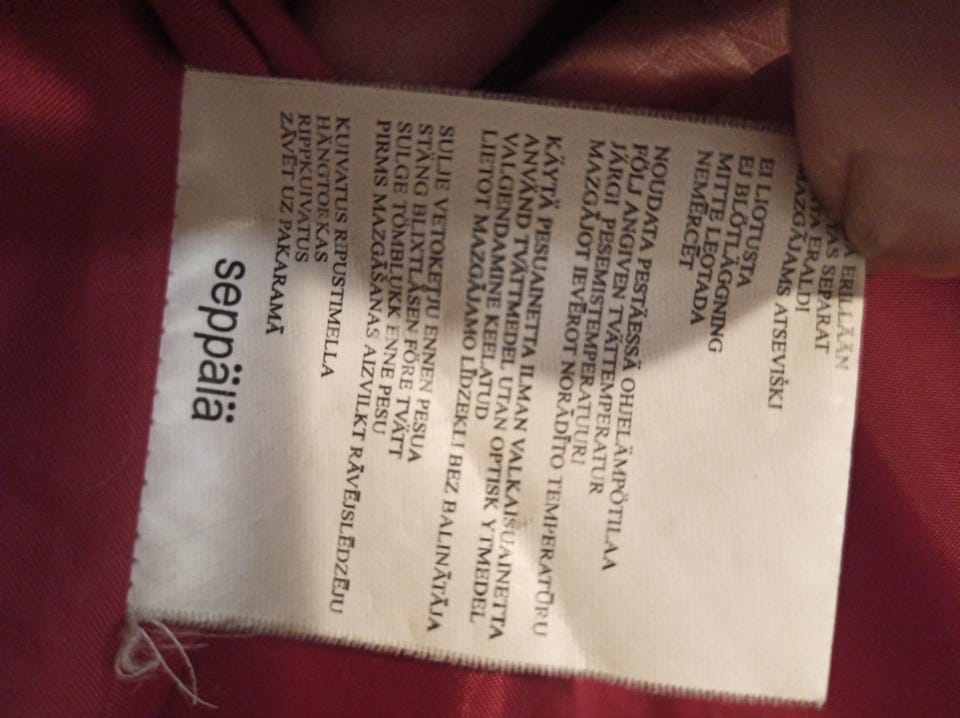 ERILLÄÄN
SEPARAT
ERALDI
MAZGĀJAMS ATSEVIŠĶI
EI LIOTUSTA
EJ BLÖTLÄGGNING
MITTE LEOTADA
NEMĒRCĒT
NOUDATA PESTÄESSÄ OHJELÄMPÖTILAA
FÖLJ ANGIVEN TVÄTTEMPERATUR
JÄRGI PESEMISTEMPERATUURI
MAZGĀJOT IEVĒROT NORĀDĪTO TEMPERATŪRU
KÄYTÄ PESUAINETTA ILMAN VALKAISUAINETTA
ANVÄND TVÄTTMEDEL UTAN OPTISK YTMEDEL
VALGENDAMINE KEELATUD
LIETOT MAZGĀJAMO LĪDZEKLI BEZ BALINĀTĀJA
SULJE VETOKETJU ENNEN PESUA
STÄNG BLIXTLÅSEN FÖRE TVÄTT
SULGE TÕMBLUKK ENNE PESU
PIRMS MAZGĀŠANAS AIZVILKT RĀVĒJSLĒDZĒJU
KUIVATUS RIPUSTIMELLA
HÄNGTORKAS
RIPPKUIVATUS
ŽĀVĒT UZ PAKARAMĀ
seppälä